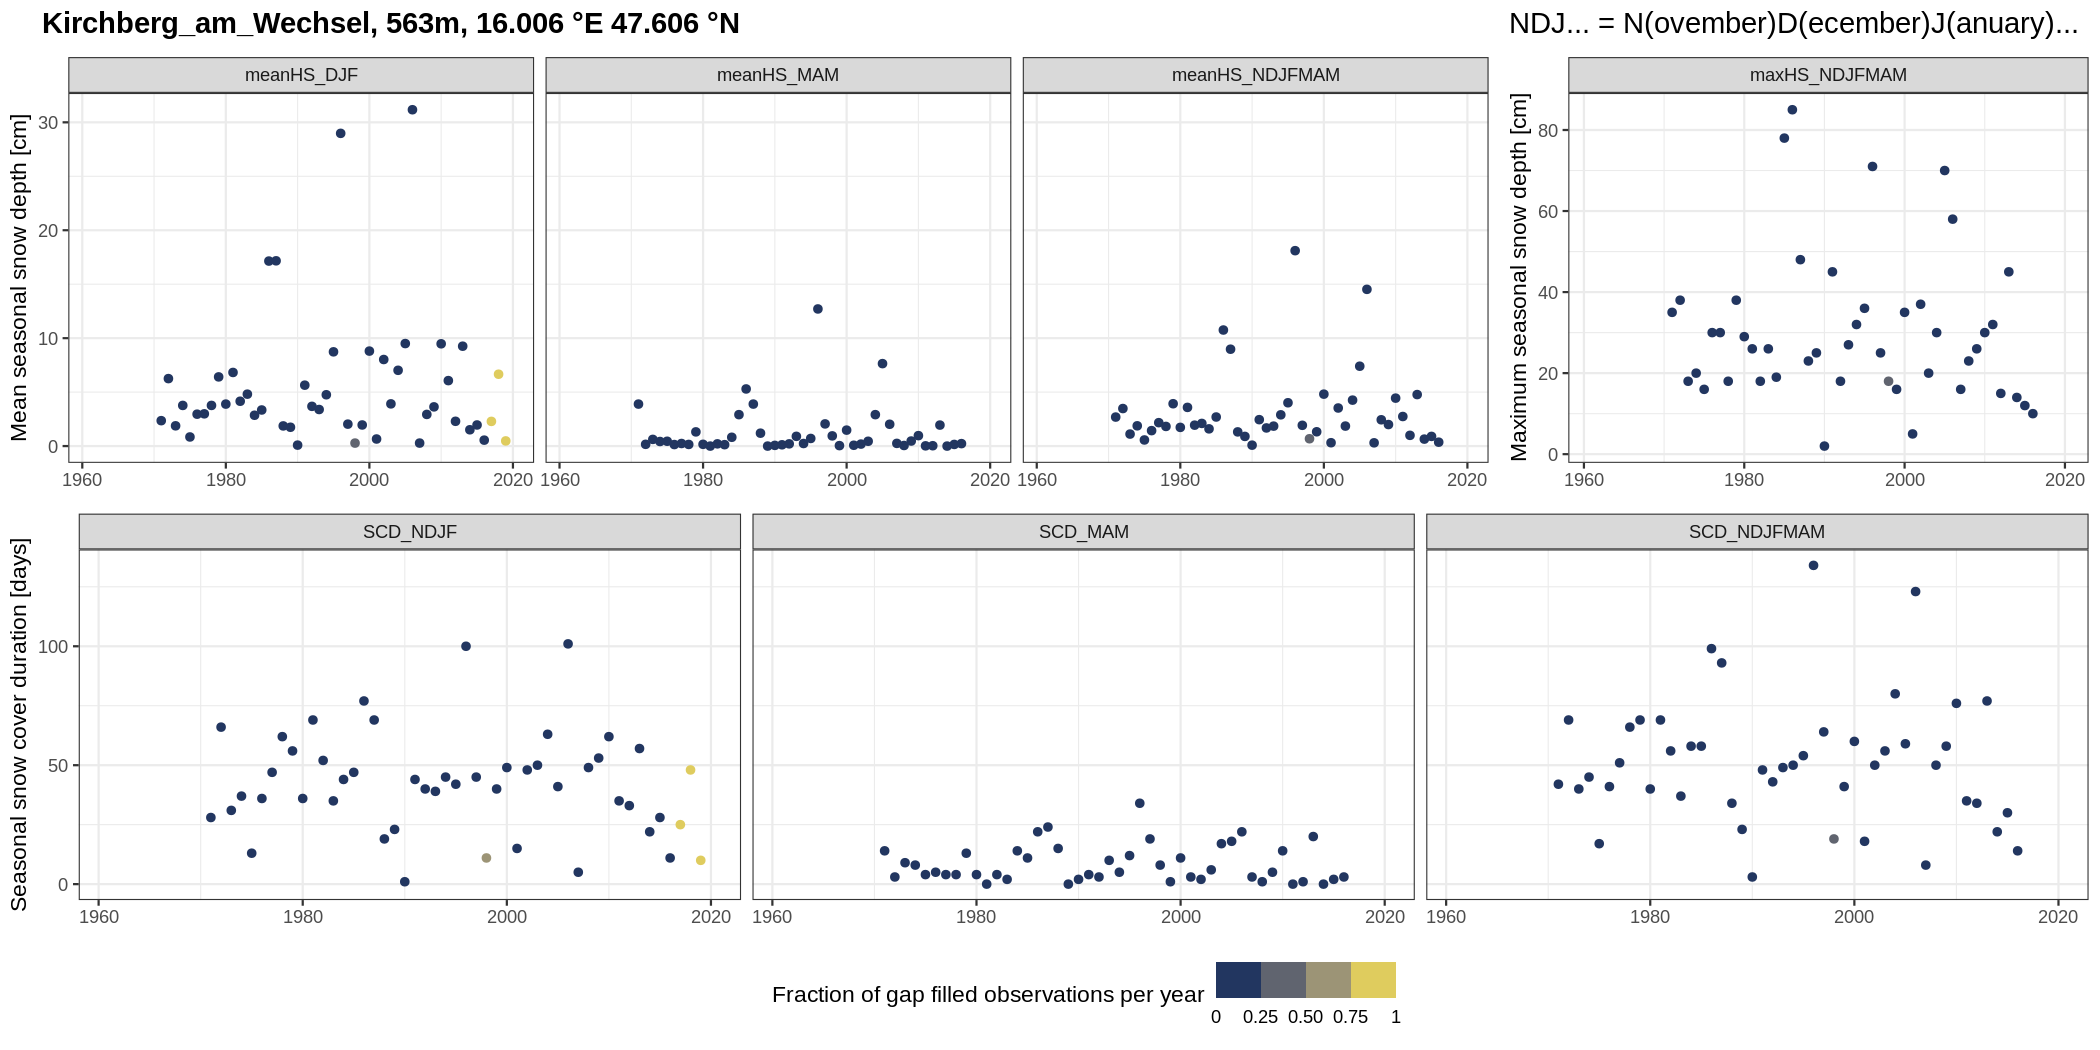 Kirchberg_am_Wechsel, 563m, 16.006 °E 47.606 °N
NDJ... = N(ovember)D(ecember)J(anuary)...
meanHS_DJF
meanHS_MAM
meanHS_NDJFMAM
maxHS_NDJFMAM
Mean seasonal snow depth [cm]
30
20
10
0
1960 1980 2000 2020
1960 1980 2000 2020
1960 1980 2000 2020
Maximum seasonal snow depth [cm]
80
60
40
20
0
1960 1980 2000 2020
SCD_NDJF
SCD_MAM
SCD_NDJFMAM
Seasonal snow cover duration [days]
100
50
0
1960 1980 2000 2020
1960 1980 2000 2020
1960 1980 2000 2020
Fraction of gap filled observations per year
0 0.25 0.50 0.75 1